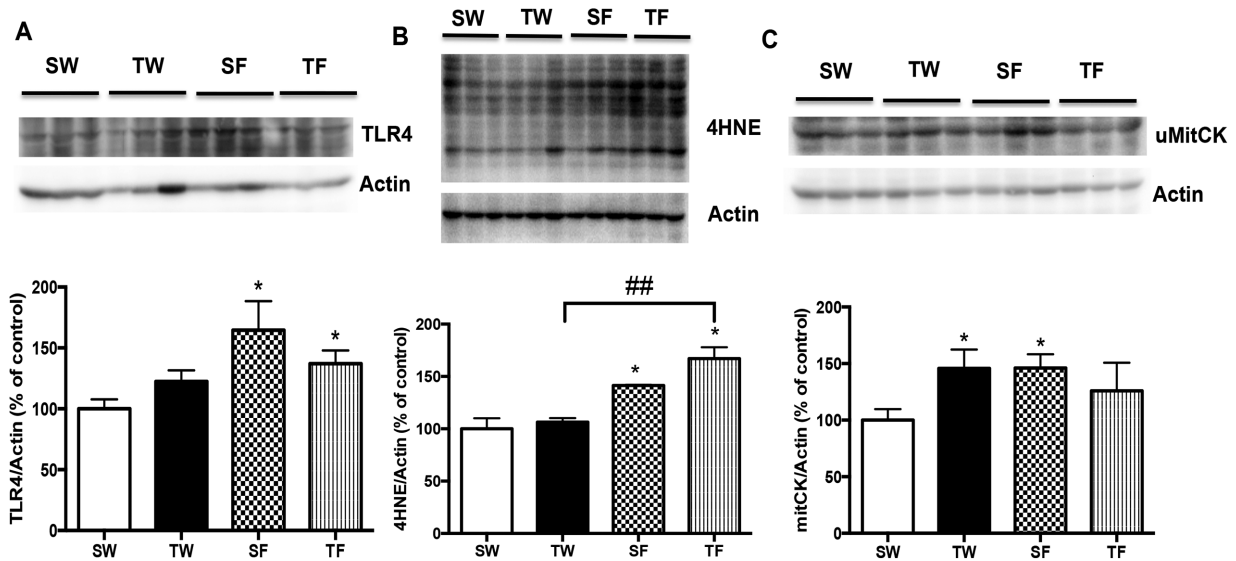 A
SW TW SF TF
TLR4
Actin
TLR4/Actin (% of control)
200
150
100
50
0
*
*
SW TW SF TF
B
SW TW SF TF
4HNE
Actin
##
4HNE/Actin (% of control)
200
150
100
50
0
*
*
SW TW SF TF
C
SW TW SF TF
uMitCK
Actin
mitCK/Actin (% of control)
200
150
100
50
0
*
*
SW TW SF TF